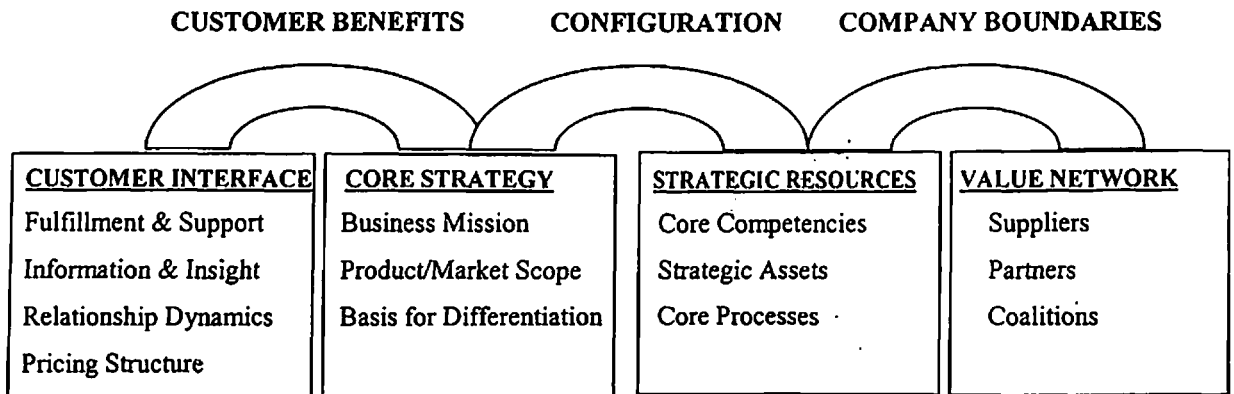 CUSTOMER BENEFITS CONFIGURATION COMPANY BOUNDARIES
CUSTOMER INTERFACE
Fulfillment & Support
Information & Insight
Relationship Dynamics
Pricing Structure
CORE STRATEGY
Business Mission
Product/Market Scope
Basis for Differentiation
STRATEGIC RESOURCES
Core Competencies
Strategic Assets
Core Processes
VALUE NETWORK
Suppliers
Partners
Coalitions